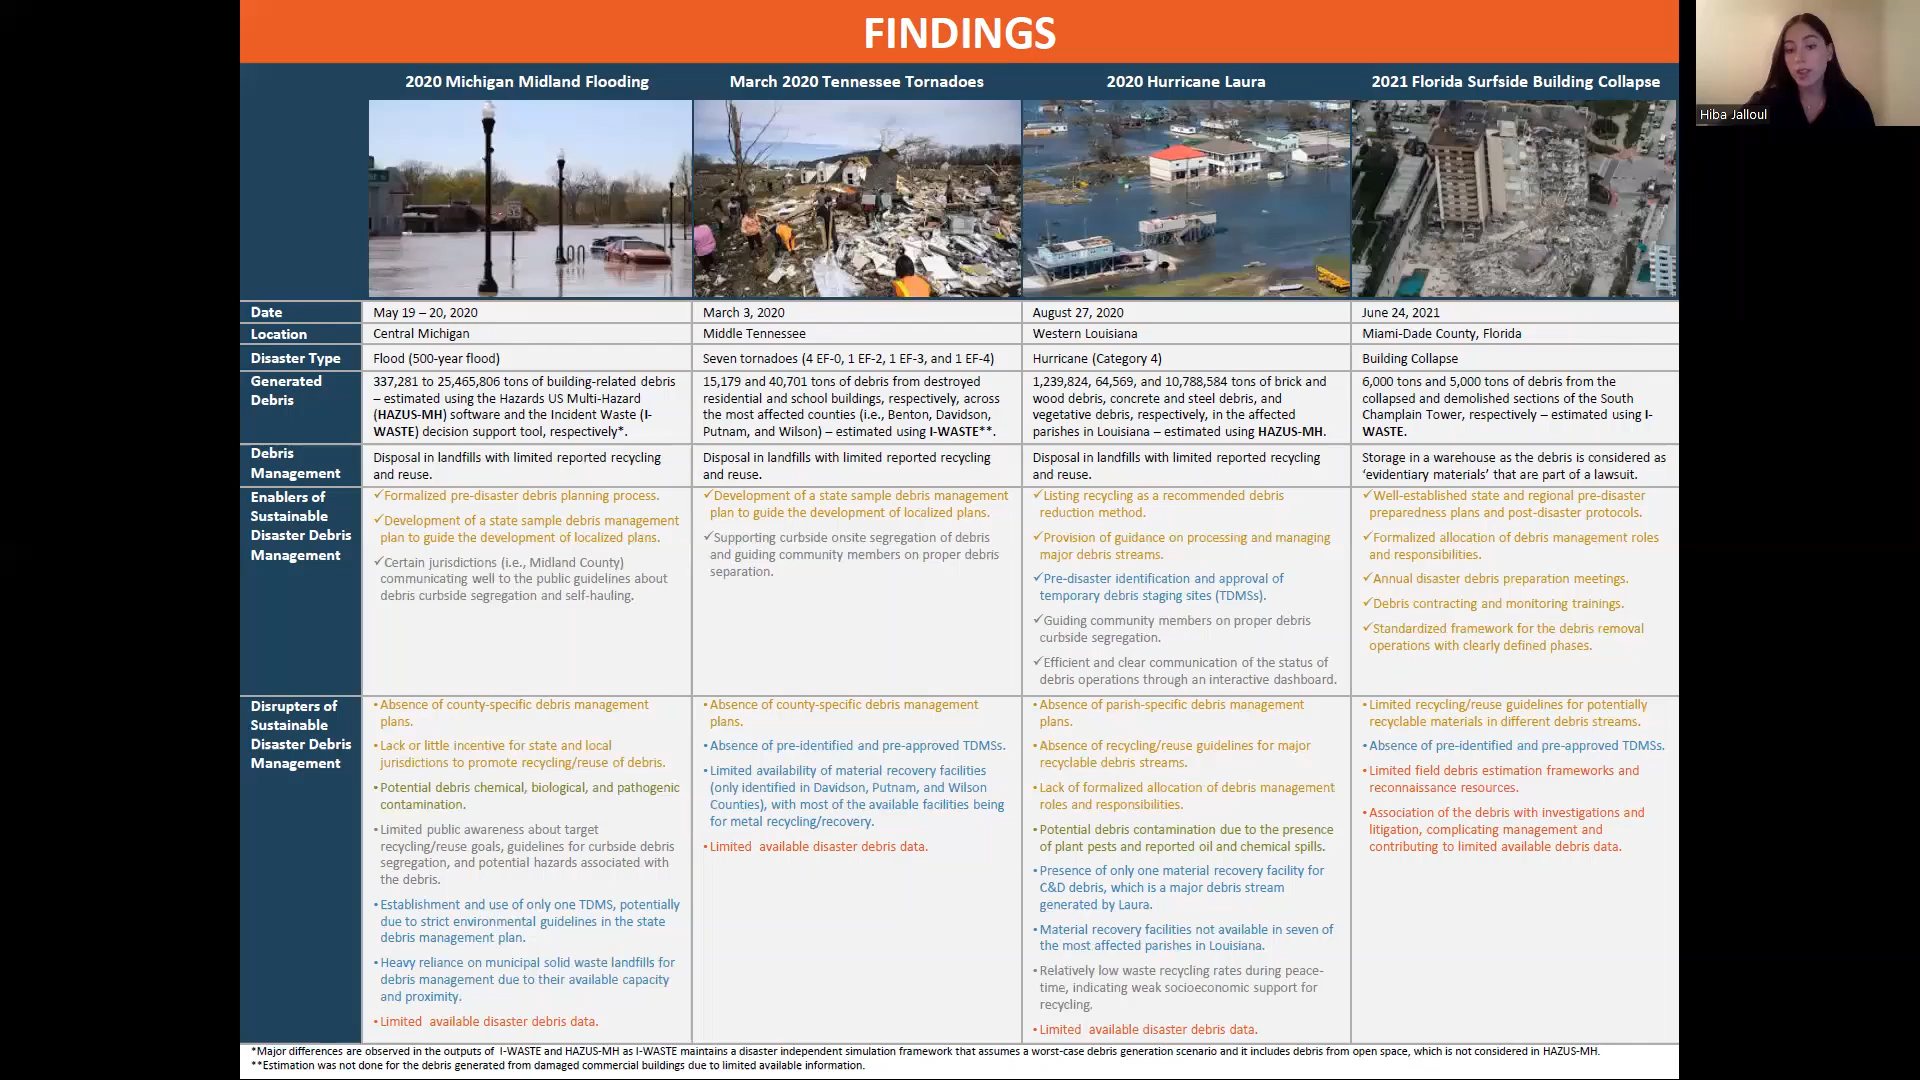 FINDINGS
2020 Michigan Midland Flooding
March 2020 Tennessee Tornadoes
2020 Hurricane Laura
2021 Florida Surfside Building Collapse
Hiba Jalloul
Date
May 19 – 20, 2020
March 3, 2020
August 27, 2020
June 24, 2021
Location
Central Michigan
Middle Tennessee
Western Louisiana
Miami-Dade County, Florida
Disaster Type
Flood (500-year flood)
Seven tornadoes (4 EF-0, 1 EF-2, 1 EF-3, and 1 EF-4)
Hurricane (Category 4)
Building Collapse
Generated
Debris
337,281 to 25,465,806 tons of building-related debris
– estimated using the Hazards US Multi-Hazard
(HAZUS-MH) software and the Incident Waste (I-
WASTE) decision support tool, respectively*.
15,179 and 40,701 tons of debris from destroyed
residential and school buildings, respectively, across
the most affected counties (i.e., Benton, Davidson,
Putnam, and Wilson) – estimated using I-WASTE**.
1,239,824, 64,569, and 10,788,584 tons of brick and
wood debris, concrete and steel debris, and
vegetative debris, respectively, in the affected
parishes in Louisiana – estimated using HAZUS-MH.
6,000 tons and 5,000 tons of debris from the
collapsed and demolished sections of the South
Champlain Tower, respectively – estimated using I-
WASTE.
Debris
Management
Disposal in landfills with limited reported recycling
and reuse.
Disposal in landfills with limited reported recycling
and reuse.
Disposal in landfills with limited reported recycling
and reuse.
Storage in a warehouse as the debris is considered as
‘evidentiary materials’ that are part of a lawsuit.
Enablers of
Sustainable
Disaster Debris
Management
✓Formalized pre-disaster debris planning process.
✓Development of a state sample debris management
plan to guide the development of localized plans.
✓Certain jurisdictions (i.e., Midland County)
communicating well to the public guidelines about
debris curbside segregation and self-hauling.
✓Development of a state sample debris management
plan to guide the development of localized plans.
✓Supporting curbside onsite segregation of debris
and guiding community members on proper debris
separation.
✓Listing recycling as a recommended debris
reduction method.
✓Provision of guidance on processing and managing
major debris streams.
✓Pre-disaster identification and approval of
temporary debris staging sites (TDMSs).
✓Guiding community members on proper debris
curbside segregation.
✓Efficient and clear communication of the status of
debris operations through an interactive dashboard.
✓Well-established state and regional pre-disaster
preparedness plans and post-disaster protocols.
✓Formalized allocation of debris management roles
and responsibilities.
✓Annual disaster debris preparation meetings.
✓Debris contracting and monitoring trainings.
✓Standardized framework for the debris removal
operations with clearly defined phases.
Disrupters of
Sustainable
Disaster Debris
Management
•Absence of county-specific debris management
plans.
•Lack or little incentive for state and local
jurisdictions to promote recycling/reuse of debris.
•Potential debris chemical, biological, and pathogenic
contamination.
•Limited public awareness about target
recycling/reuse goals, guidelines for curbside debris
segregation, and potential hazards associated with
the debris.
•Establishment and use of only one TDMS, potentially
due to strict environmental guidelines in the state
debris management plan.
•Heavy reliance on municipal solid waste landfills for
debris management due to their available capacity
and proximity.
•Limited available disaster debris data.
•Absence of county-specific debris management
plans.
•Absence of pre-identified and pre-approved TDMSs.
•Limited availability of material recovery facilities
(only identified in Davidson, Putnam, and Wilson
Counties), with most of the available facilities being
for metal recycling/recovery.
•Limited available disaster debris data.
•Absence of parish-specific debris management
plans.
•Absence of recycling/reuse guidelines for major
recyclable debris streams.
•Lack of formalized allocation of debris management
roles and responsibilities.
•Potential debris contamination due to the presence
of plant pests and reported oil and chemical spills.
•Presence of only one material recovery facility for
C&D debris, which is a major debris stream
generated by Laura.
•Material recovery facilities not available in seven of
the most affected parishes in Louisiana.
•Relatively low waste recycling rates during peace-
time, indicating weak socioeconomic support for
recycling.
•Limited available disaster debris data.
•Limited recycling/reuse guidelines for potentially
recyclable materials in different debris streams.
•Absence of pre-identified and pre-approved TDMSs.
•Limited field debris estimation frameworks and
reconnaissance resources.
•Association of the debris with investigations and
litigation, complicating management and
contributing to limited available debris data.
*Major differences are observed in the outputs of I-WASTE and HAZUS-MH as I-WASTE maintains a disaster independent simulation framework that assumes a worst-case debris generation scenario and it includes debris from open space, which is not considered in HAZUS-MH.
**Estimation was not done for the debris generated from damaged commercial buildings due to limited available information.